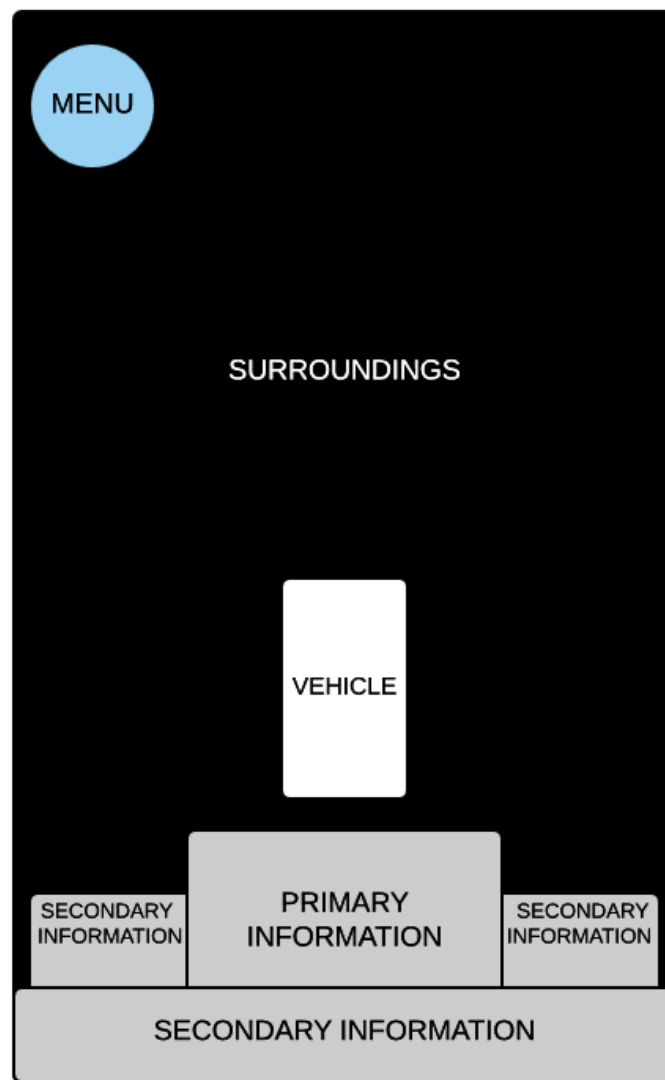 MENU
SURROUNDINGS
VEHICLE
PRIMARY
INFORMATION
SECONDARY
INFORMATION
SECONDARY
INFORMATION
SECONDARY INFORMATION